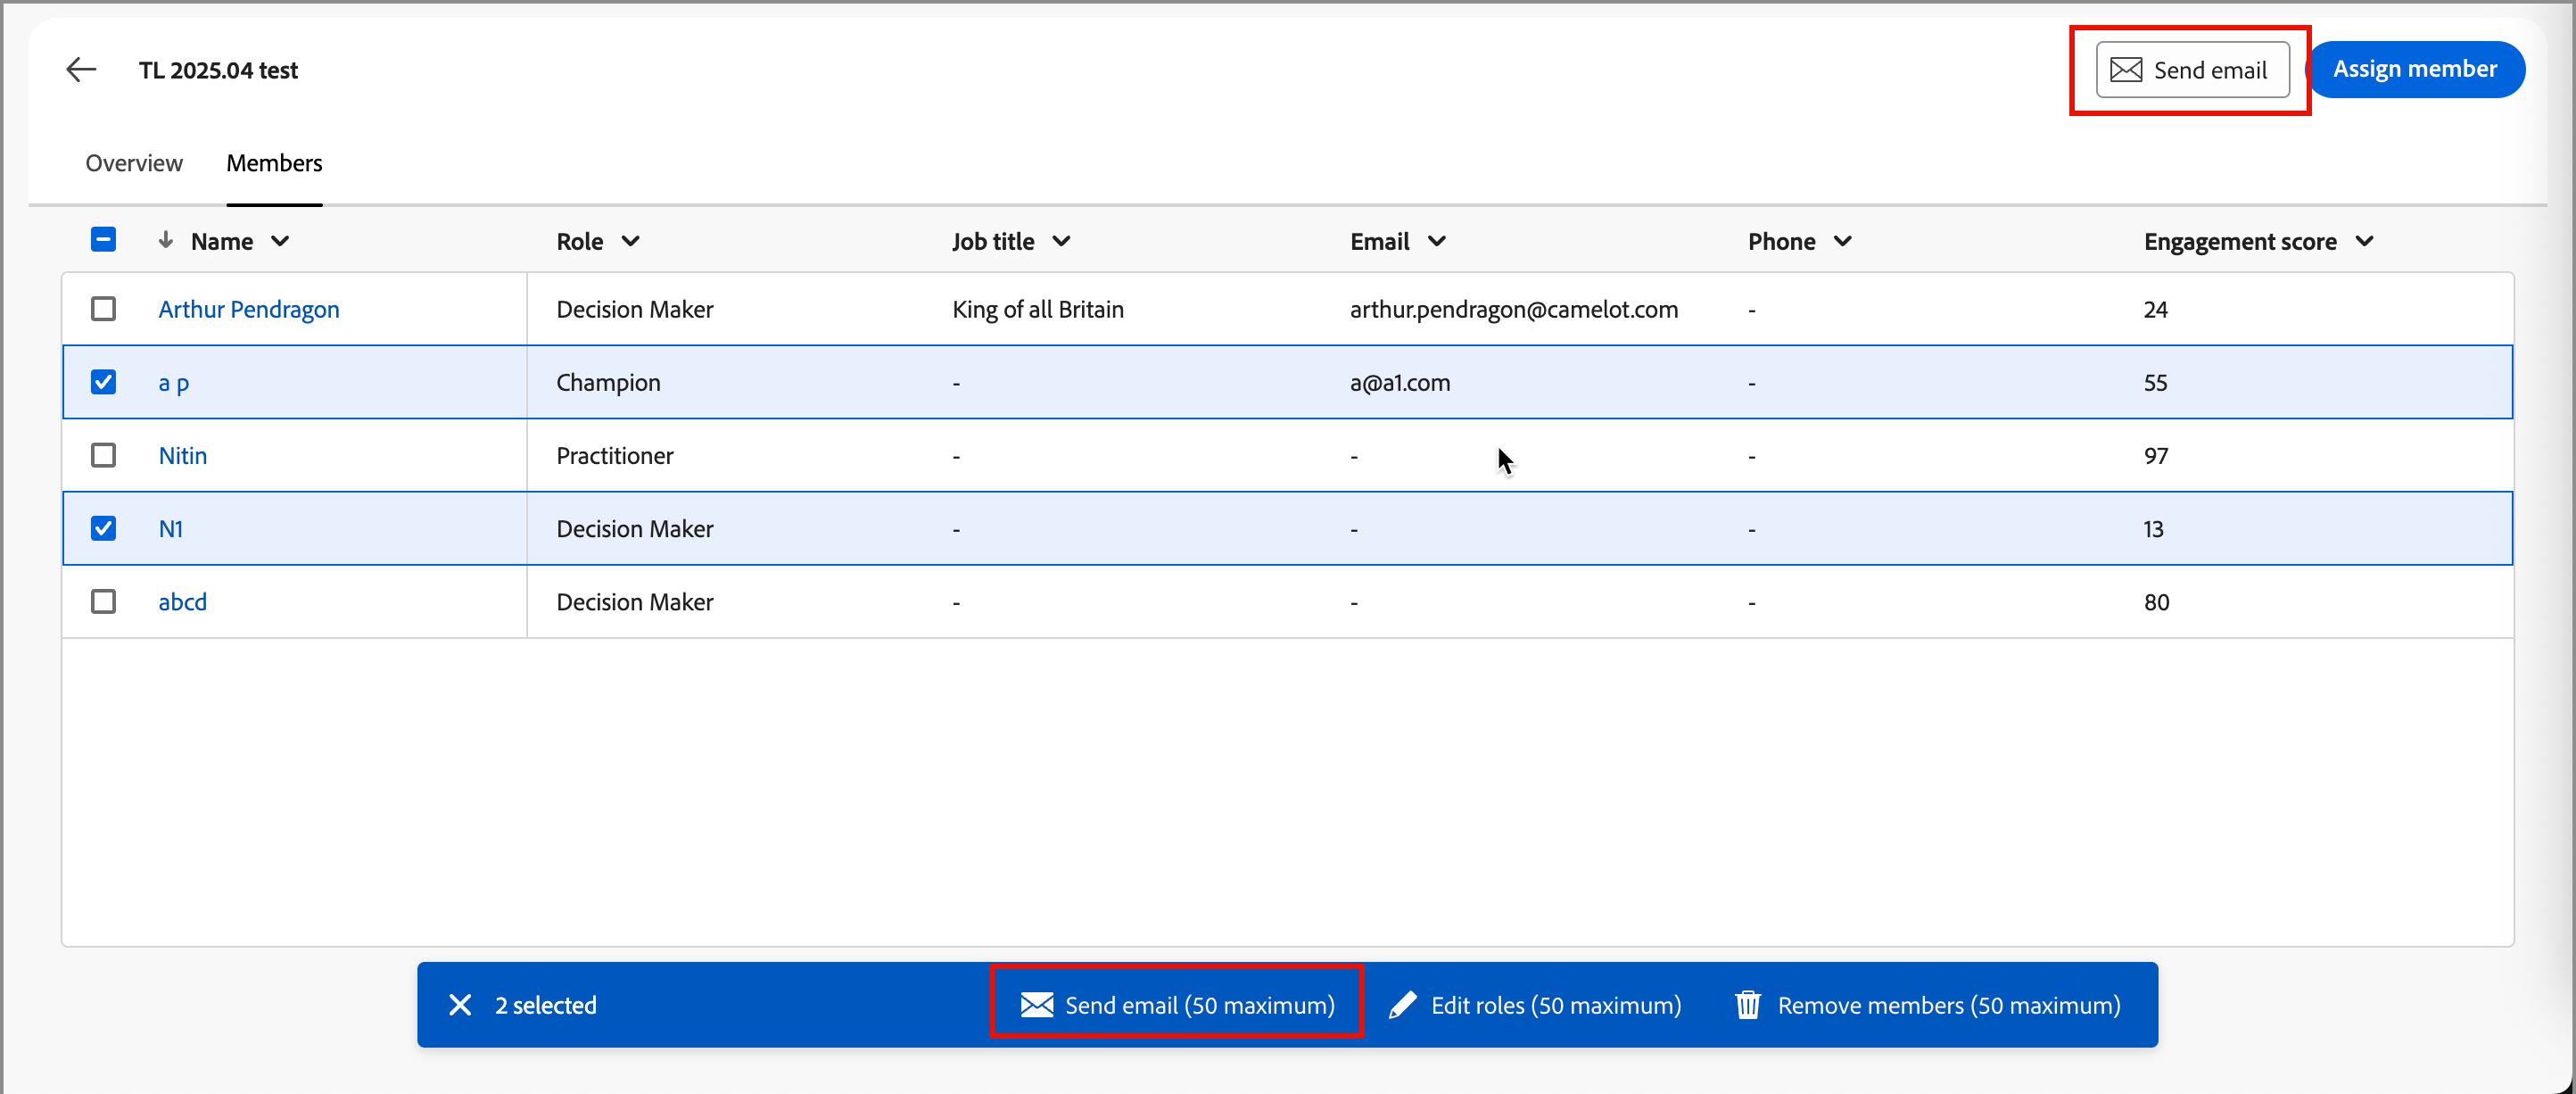 TL 2025.04 test
Send email
Assign member
Overview Members
Name Role Job title Email Phone Engagement score
Arthur Pendragon Decision Maker King of all Britain arthur.pendragon@camelot.com - 24
a p Champion - a@a1.com - 55
Nitin Practitioner - - - 97
N1 Decision Maker - - - 13
abcd Decision Maker - - - 80
2 selected Send email (50 maximum) Edit roles (50 maximum) Remove members (50 maximum)